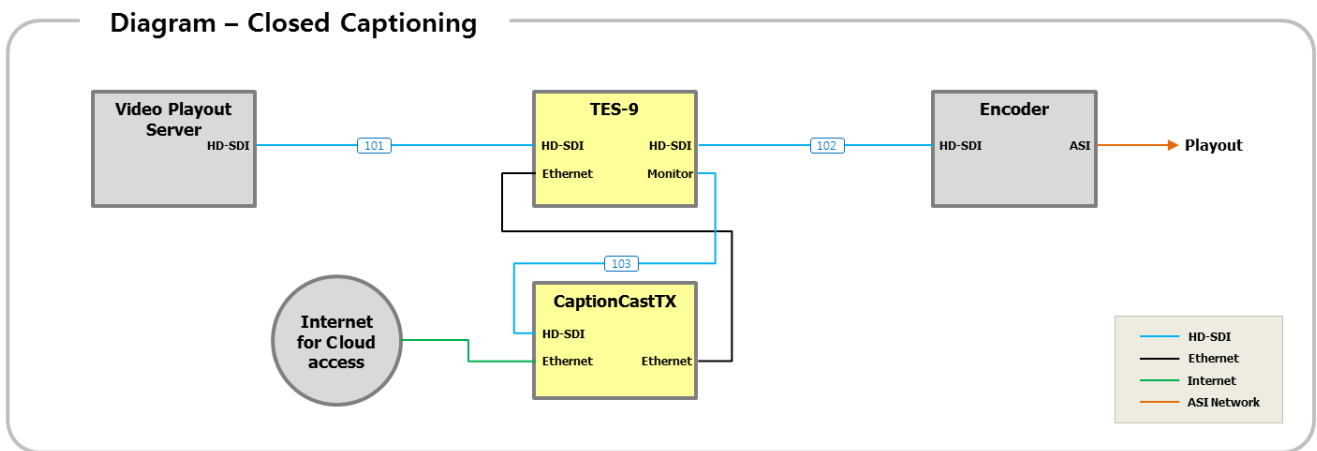 Diagram – Closed Captioning
Video Playout
Server
HD-SDI
101
TES-9
HD-SDI
HD-SDI
Ethernet
Monitor
102
Encoder
HD-SDI
ASI
Playout
103
CaptionCastTX
HD-SDI
Ethernet
Ethernet
Internet
for Cloud
access
HD-SDI
Ethernet
Internet
ASI Network